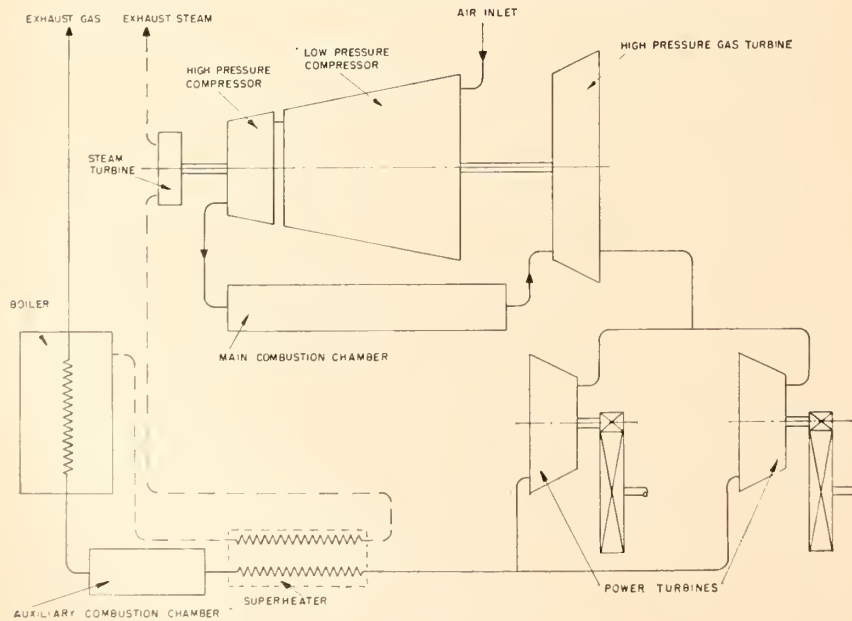 EXHAUST GAS
EXHAUST STEAM
AIR INLET
HIGH PRESSURE GAS TURBINE
LOW PRESSURE
COMPRESSOR
HIGH PRESSURE
COMPRESSOR
STEAM
TURBINE
BOILER
MAIN COMBUSTION CHAMBER
POWER TURBINES
SUPERHEATER
AUXILIARY COMBUSTION CHAMBER